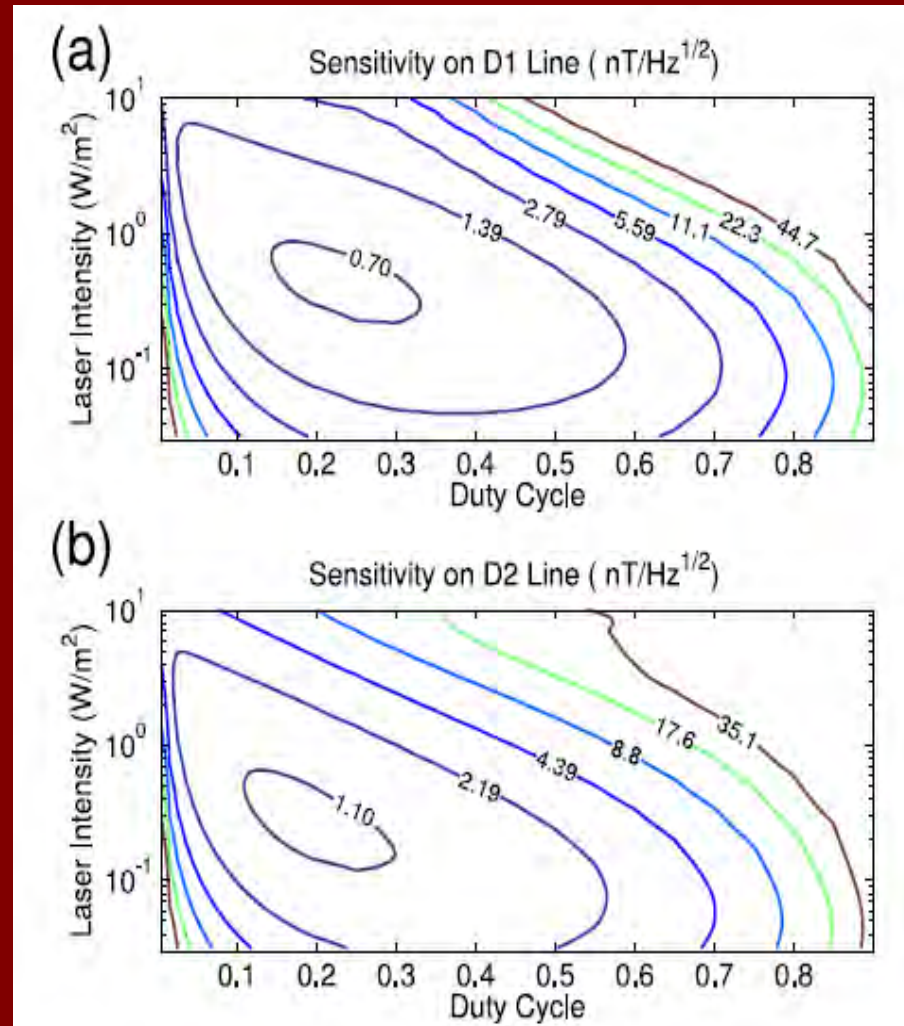 (a)
Sensitivity on D1 Line ( nT/Hz^{1/2})
Laser Intensity (W/m^2)
10^1
10^0
10^{-1}
0.70
1.39
2.79
5.59
11.1
22.3
44.7
0.1 0.2 0.3 0.4 0.5 0.6 0.7 0.8
Duty Cycle
(b)
Sensitivity on D2 Line ( nT/Hz^{1/2})
Laser Intensity (W/m^2)
10^1
10^0
10^{-1}
1.10
2.19
4.39
8.8
17.6
35.1
0.1 0.2 0.3 0.4 0.5 0.6 0.7 0.8
Duty Cycle